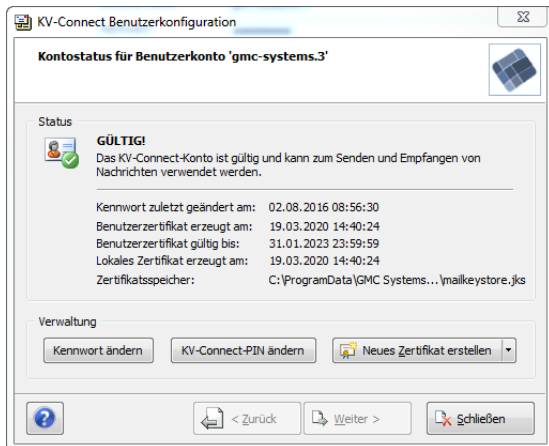 KV-Connect Benutzerkonfiguration
Kontostatus für Benutzerkonto 'gmc-systems.3'
Status
GÜLTIG!
Das KV-Connect-Konto ist gültig und kann zum Senden und Empfangen von
Nachrichten verwendet werden.
Kennwort zuletzt geändert am: 02.08.2016 08:56:30
Benutzerzertifikat erzeugt am: 19.03.2020 14:40:24
Benutzerzertifikat gültig bis: 31.01.2023 23:59:59
Lokales Zertifikat erzeugt am: 19.03.2020 14:40:24
Zertifikatsspeicher: C:\ProgramData\GMC Systems...\mailkeystore.jks
Verwaltung
Kennwort ändern KV-Connect-PIN ändern Neues Zertifikat erstellen
? < Zurück Weiter > Schließen